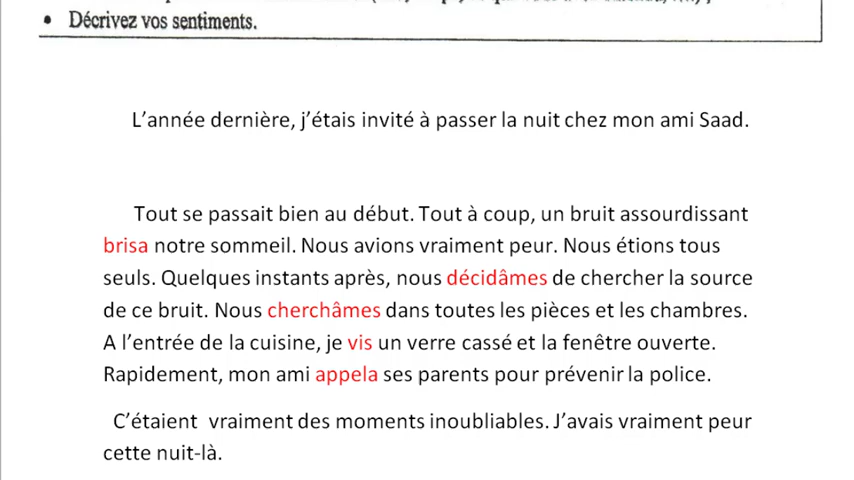 • Décrivez vos sentiments.
L’année dernière, j’étais invité à passer la nuit chez mon ami Saad.
Tout se passait bien au début. Tout à coup, un bruit assourdissant
brisa notre sommeil. Nous avions vraiment peur. Nous étions tous
seuls. Quelques instants après, nous décidâmes de chercher la source
de ce bruit. Nous cherchâmes dans toutes les pièces et les chambres.
A l’entrée de la cuisine, je vis un verre cassé et la fenêtre ouverte.
Rapidement, mon ami appela ses parents pour prévenir la police.
C’étaient vraiment des moments inoubliables. J’avais vraiment peur
cette nuit-là.